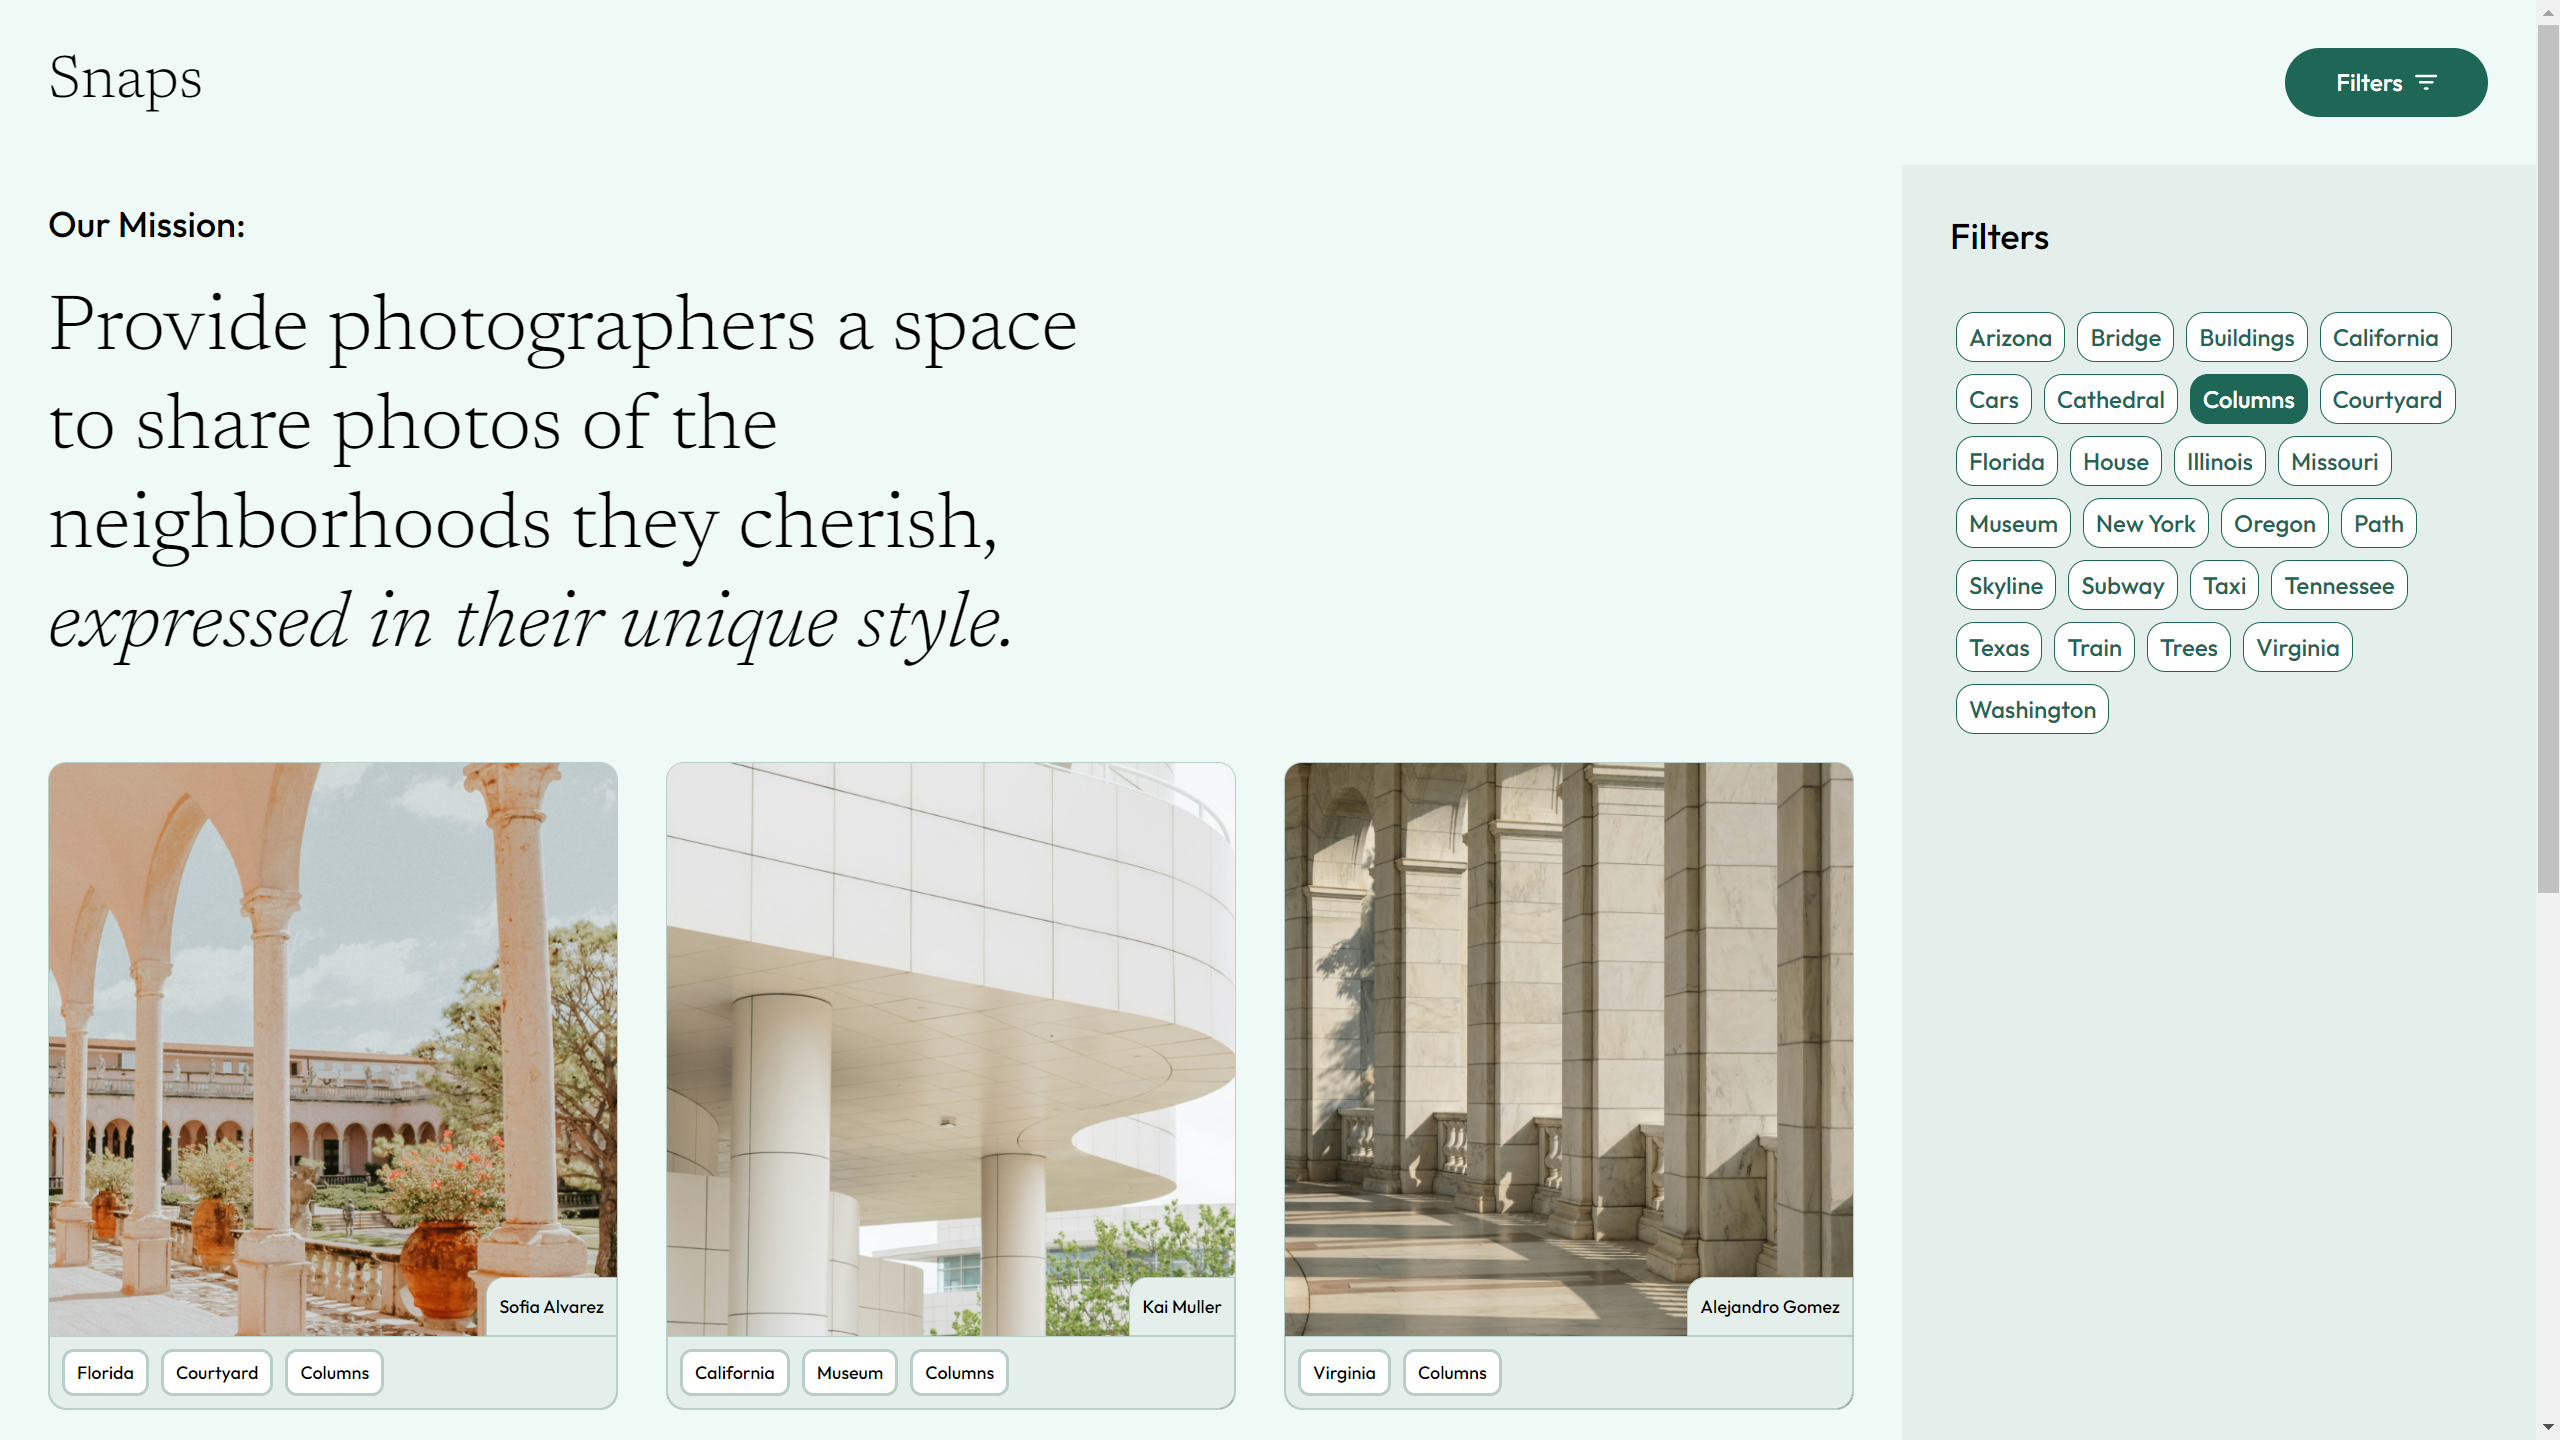 Snaps
Filters
Our Mission:
Provide photographers a space
to share photos of the
neighborhoods they cherish,
expressed in their unique style.
Filters
Arizona Bridge Buildings California
Cars Cathedral Columns Courtyard
Florida House Illinois Missouri
Museum New York Oregon Path
Skyline Subway Taxi Tennessee
Texas Train Trees Virginia
Washington
Sofia Alvarez
Florida Courtyard Columns
Kai Muller
California Museum Columns
Alejandro Gomez
Virginia Columns